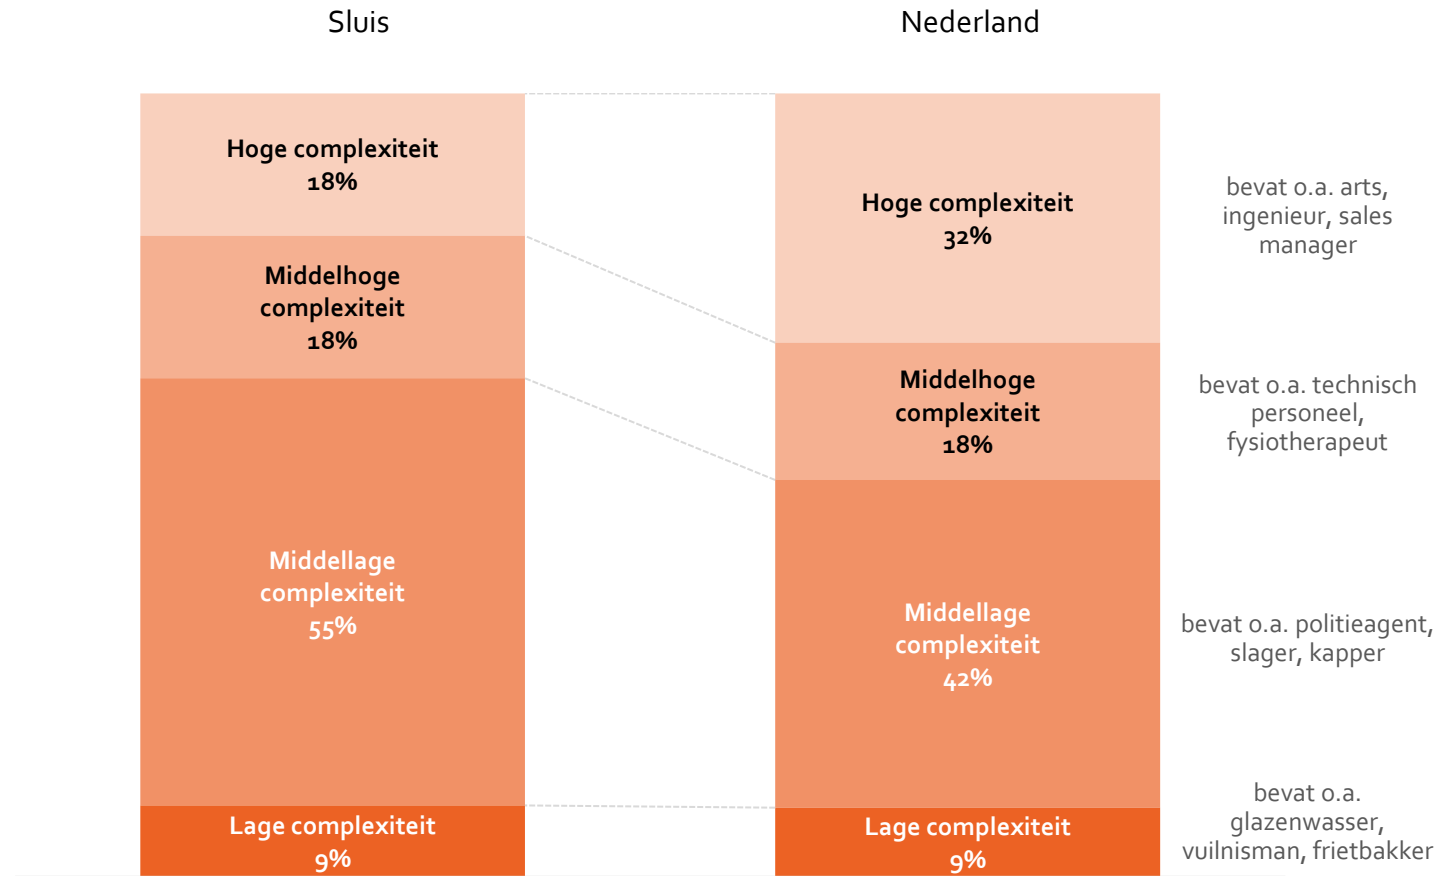 Sluis
Nederland
Hoge complexiteit
18%
Middelhoge
complexiteit
18%
Middellage
complexiteit
55%
Lage complexiteit
9%
Hoge complexiteit
32%
Middelhoge
complexiteit
18%
Middellage
complexiteit
42%
Lage complexiteit
9%
bevat o.a. arts,
ingenieur, sales
manager
bevat o.a. technisch
personeel,
fysiotherapeut
bevat o.a. politieagent,
slager, kapper
bevat o.a.
glazenwasser,
vuilnisman, frietbakker